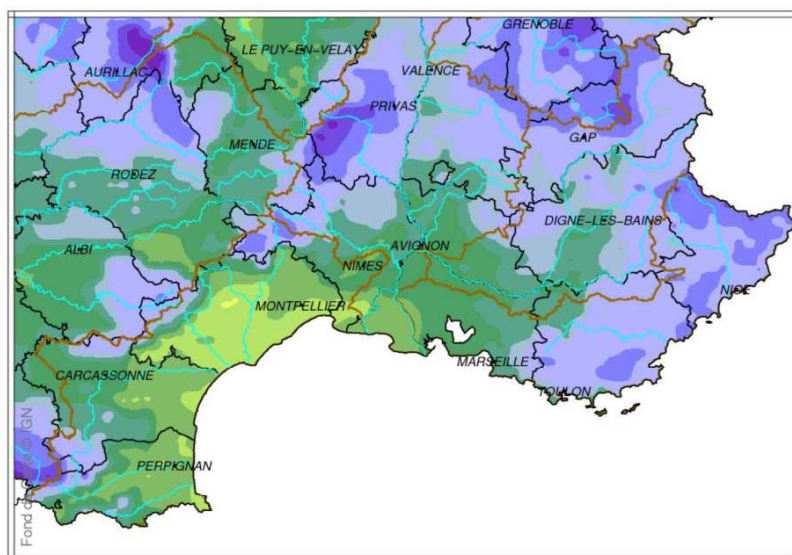 GRENOBLE
LE PUY-EN-VELAY
AURILLAC
VALENCE
PRIVAS
GAP
MENDE
RODEZ
DIGNE-LES-BAINS
ALBI
AVIGNON
NIMES
NICE
MONTPELLIER
MARSEILLE
CARCASSONNE
TOULON
PERPIGNAN
© IGN